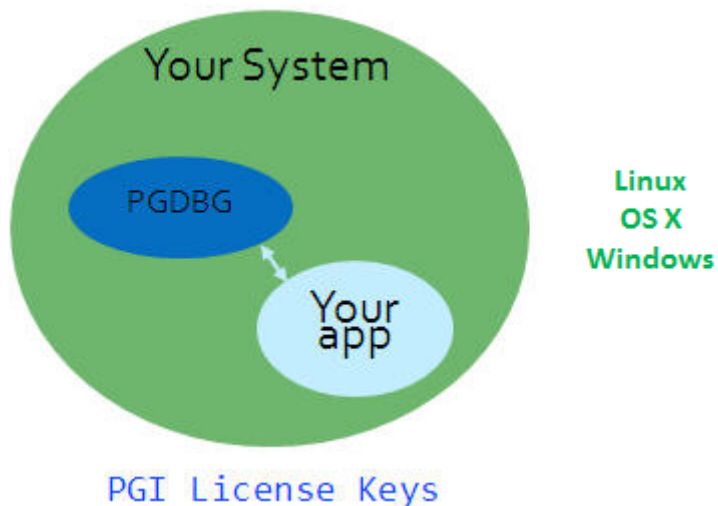 Your System
PGDBG
Your
app
Linux
OS X
Windows
PGI License Keys